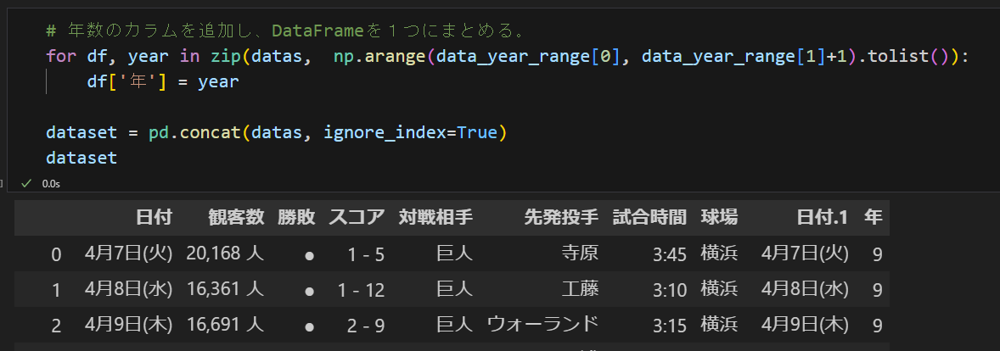 # 年数のカラムを追加し、DataFrameを１つにまとめる。
for df, year in zip(datas,  np.arange(data_year_range[0], data_year_range[1]+1).tolist()):
    df['年'] = year
dataset = pd.concat(datas, ignore_index=True)
dataset
] ✓ 0.0s
日付 観客数 勝敗 スコア 対戦相手 先発投手 試合時間 球場 日付.1 年
0 4月7日(火) 20,168 人 ● 1 - 5 巨人 寺原 3:45 横浜 4月7日(火) 9
1 4月8日(水) 16,361 人 ● 1 - 12 巨人 工藤 3:10 横浜 4月8日(水) 9
2 4月9日(木) 16,691 人 ● 2 - 9 巨人 ウォーランド 3:15 横浜 4月9日(木) 9